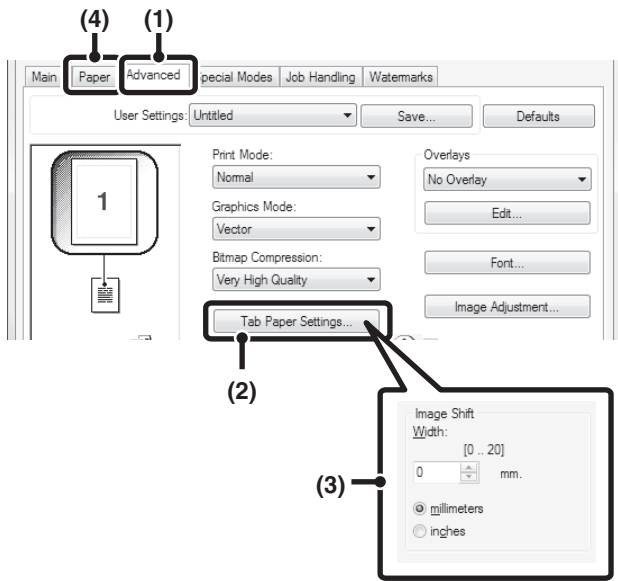 (4) (1)
Main Paper Advanced Special Modes Job Handling Watermarks
User Settings: Untitled Save... Defaults
Print Mode: Overlays
Normal No Overlay
1
Graphics Mode: Edit...
Vector
Bitmap Compression: Font...
Very High Quality
Image Adjustment...
Tab Paper Settings...
(2)
Image Shift
Width:
[0 .. 20]
(3) 0 mm.
millimeters
inches